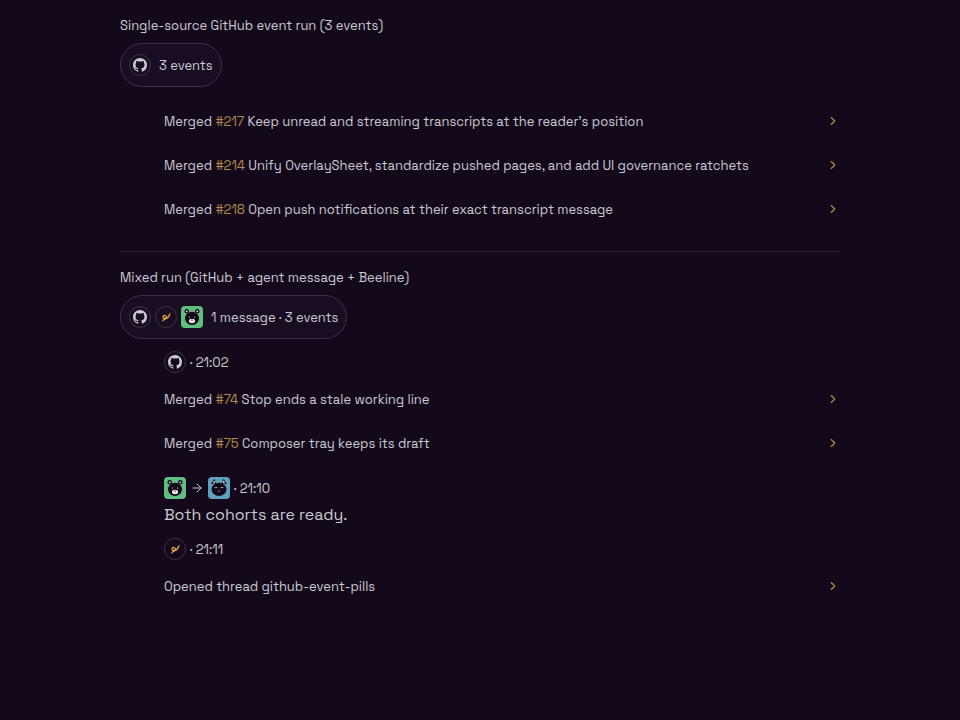 Single-source GitHub event run (3 events)
3 events
Merged #217 Keep unread and streaming transcripts at the reader's position
Merged #214 Unify OverlaySheet, standardize pushed pages, and add UI governance ratchets
Merged #218 Open push notifications at their exact transcript message
Mixed run (GitHub + agent message + Beeline)
1 message · 3 events
· 21:02
Merged #74 Stop ends a stale working line
Merged #75 Composer tray keeps its draft
→ · 21:10
Both cohorts are ready.
· 21:11
Opened thread github-event-pills